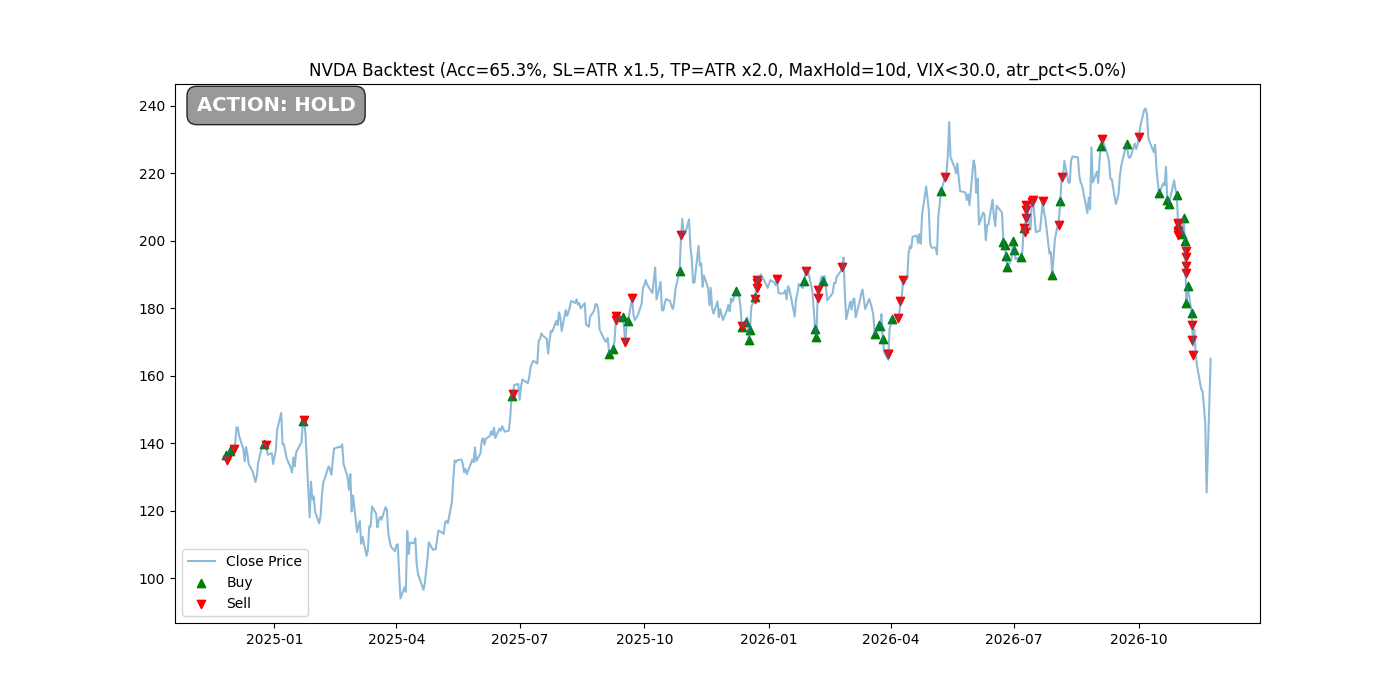 NVDA Backtest (Acc=65.3%, SL=ATR x1.5, TP=ATR x2.0, MaxHold=10d, VIX<30.0, atr_pct<5.0%)
ACTION: HOLD
240
220
200
180
160
140
120
100
Close Price
Buy
Sell
2025-01 2025-04 2025-07 2025-10 2026-01 2026-04 2026-07 2026-10